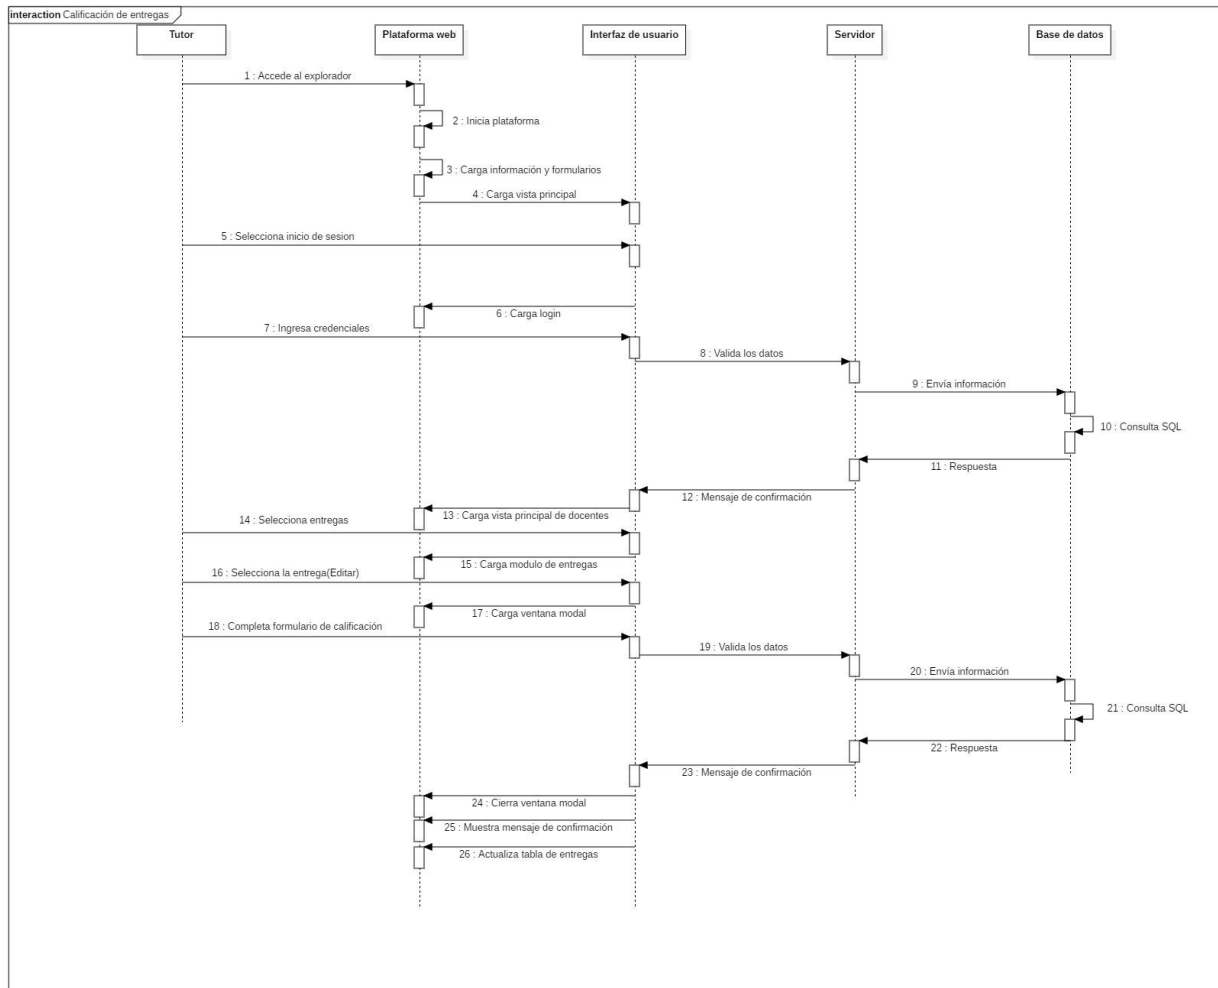 interaction Calificación de entregas
Tutor
Plataforma web
Interfaz de usuario
Servidor
Base de datos
1 : Accede al explorador
2 : Inicia plataforma
3 : Carga información y formularios
4 : Carga vista principal
5 : Selecciona inicio de sesion
6 : Carga login
7 : Ingresa credenciales
8 : Valida los datos
9 : Envía información
10 : Consulta SQL
11 : Respuesta
12 : Mensaje de confirmación
13 : Carga vista principal de docentes
14 : Selecciona entregas
15 : Carga modulo de entregas
16 : Selecciona la entrega(Editar)
17 : Carga ventana modal
18 : Completa formulario de calificación
19 : Valida los datos
20 : Envía información
21 : Consulta SQL
22 : Respuesta
23 : Mensaje de confirmación
24 : Cierra ventana modal
25 : Muestra mensaje de confirmación
26 : Actualiza tabla de entregas